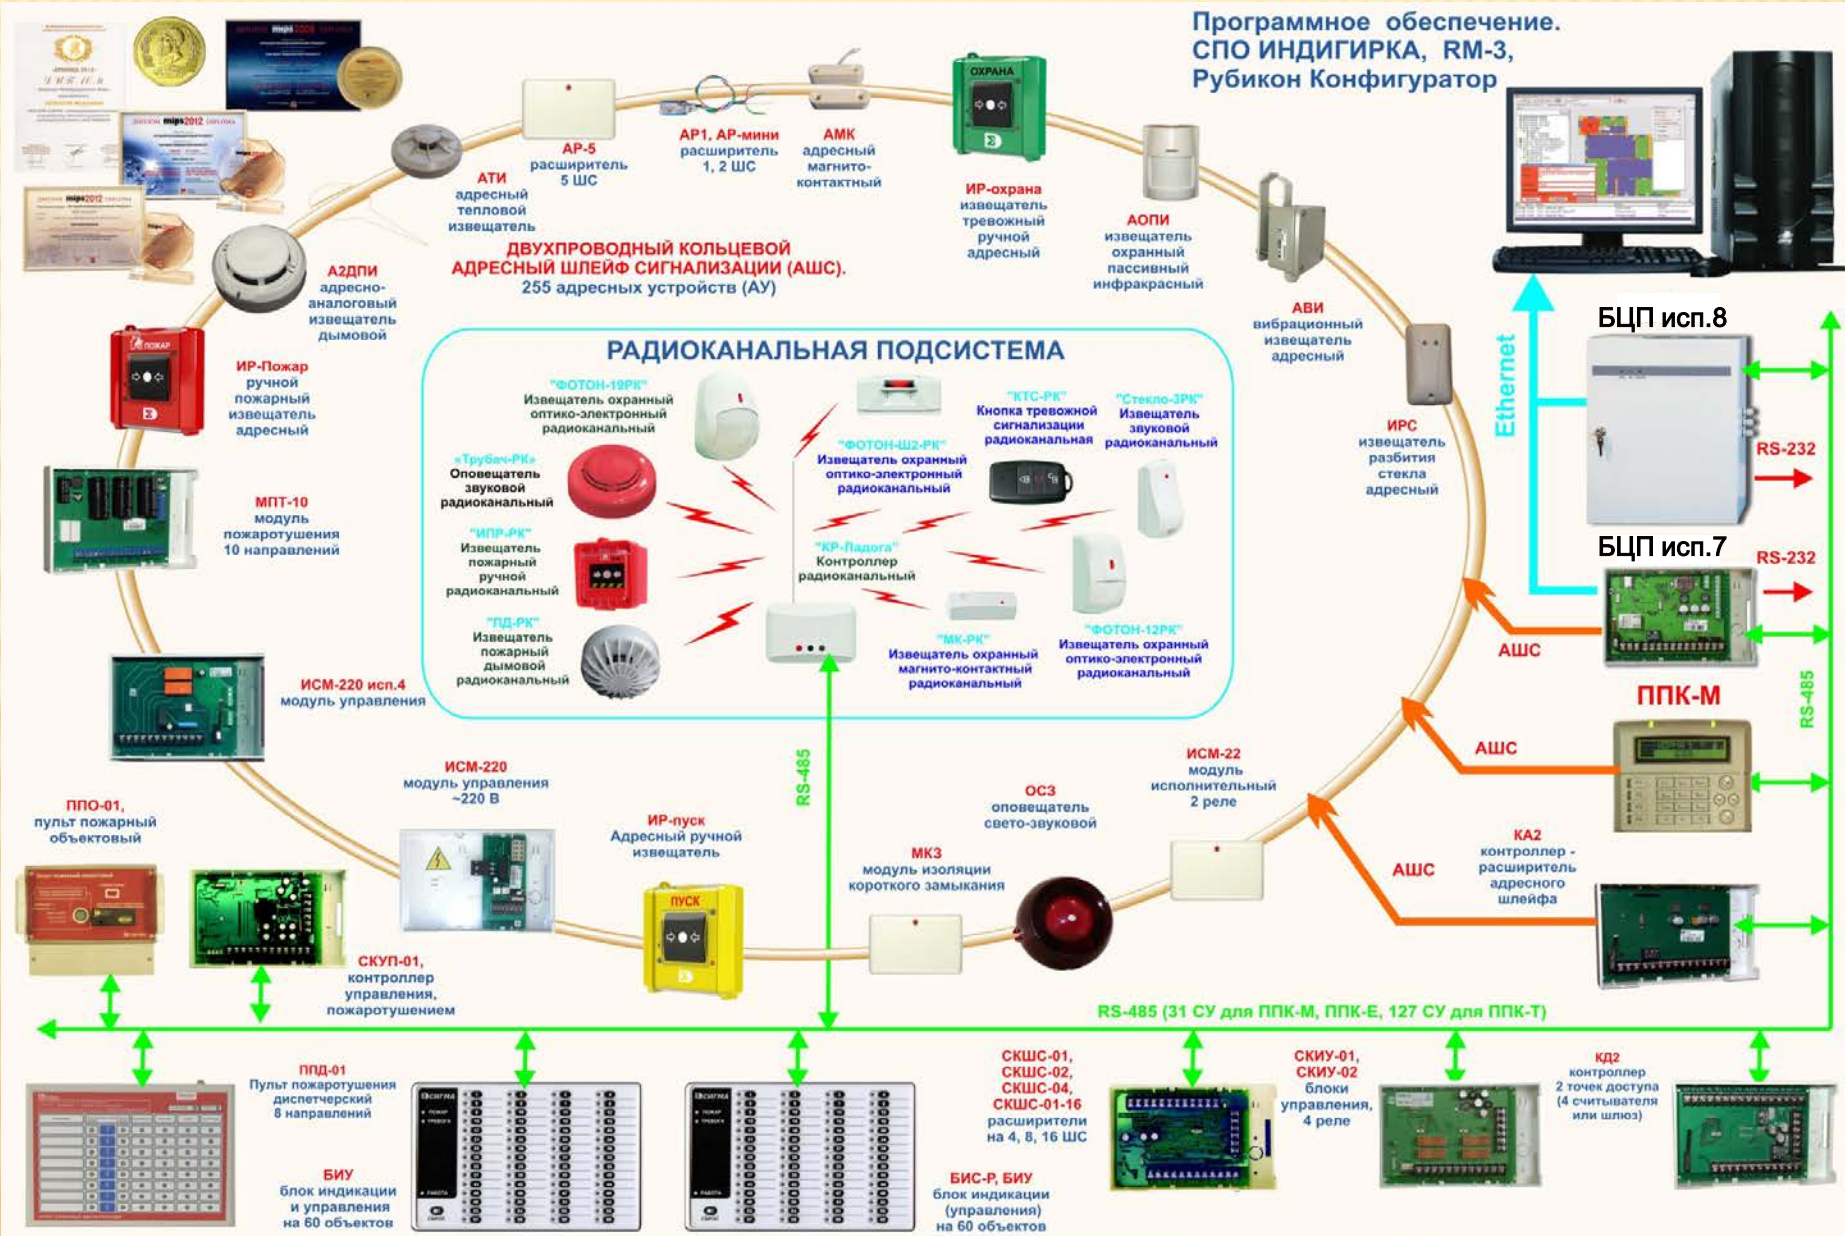 Программное обеспечение.
СПО ИНДИГИРКА, RM-3,
Рубикон Конфигуратор
mips2008
mips2012
mips2012
АТИ
адресный
тепловой
извещатель
АР-5
расширитель
5 ШС
АР1, АР-мини
расширитель
1, 2 ШС
АМК
адресный
магнито-
контактный
ОХРАНА
ИР-охрана
извещатель
тревожный
ручной
адресный
АОПИ
извещатель
охранный
пассивный
инфракрасный
АВИ
вибрационный
извещатель
адресный
ИРС
извещатель
разбития
стекла
адресный
ДВУХПРОВОДНЫЙ КОЛЬЦЕВОЙ
АДРЕСНЫЙ ШЛЕЙФ СИГНАЛИЗАЦИИ (АШС).
255 адресных устройств (АУ)
А2ДПИ
адресно-
аналоговый
извещатель
дымовой
ПОЖАР
ИР-Пожар
ручной
пожарный
извещатель
адресный
МПТ-10
модуль
пожаротушения
10 направлений
ИСМ-220 исп.4
модуль управления
РАДИОКАНАЛЬНАЯ ПОДСИСТЕМА
"ФОТОН-19РК"
Извещатель охранный
оптико-электронный
радиоканальный
«Трубач-РК»
Оповещатель
звуковой
радиоканальный
"ИПР-РК"
Извещатель
пожарный
ручной
радиоканальный
"ПД-РК"
Извещатель
пожарный
дымовой
радиоканальный
"ФОТОН-Ш2-РК"
Извещатель охранный
оптико-электронный
радиоканальный
"КТС-РК"
Кнопка тревожной
сигнализации
радиоканальная
"Стекло-3РК"
Извещатель
звуковой
радиоканальный
"КР-Ладога"
Контроллер
радиоканальный
"МК-РК"
Извещатель охранный
магнито-контактный
радиоканальный
"ФОТОН-12РК"
Извещатель охранный
оптико-электронный
радиоканальный
Ethernet
БЦП исп.8
RS-232
БЦП исп.7
RS-232
АШС
RS-485
ППК-М
АШС
КА2
контроллер -
расширитель
адресного
шлейфа
АШС
RS-485
ИСМ-220
модуль управления
~220 В
ИР-пуск
Адресный ручной
извещатель
ПУСК
МКЗ
модуль изоляции
короткого замыкания
ОСЗ
оповещатель
свето-звуковой
ИСМ-22
модуль
исполнительный
2 реле
ППО-01,
пульт пожарный
объектовый
СКУП-01,
контроллер
управления,
пожаротушением
RS-485 (31 СУ для ППК-М, ППК-Е, 127 СУ для ППК-Т)
ППД-01
Пульт пожаротушения
диспетчерский
8 направлений
БИУ
блок индикации
и управления
на 60 объектов
СИГМА
ПОЖАР
ТРЕВОГА
РАБОТА
СБРОС
СИГМА
ПОЖАР
ТРЕВОГА
РАБОТА
СБРОС
БИС-Р, БИУ
блок индикации
(управления)
на 60 объектов
СКШС-01,
СКШС-02,
СКШС-04,
СКШС-01-16
расширители
на 4, 8, 16 ШС
СКИУ-01,
СКИУ-02
блоки
управления,
4 реле
КД2
контроллер
2 точек доступа
(4 считывателя
или шлюз)